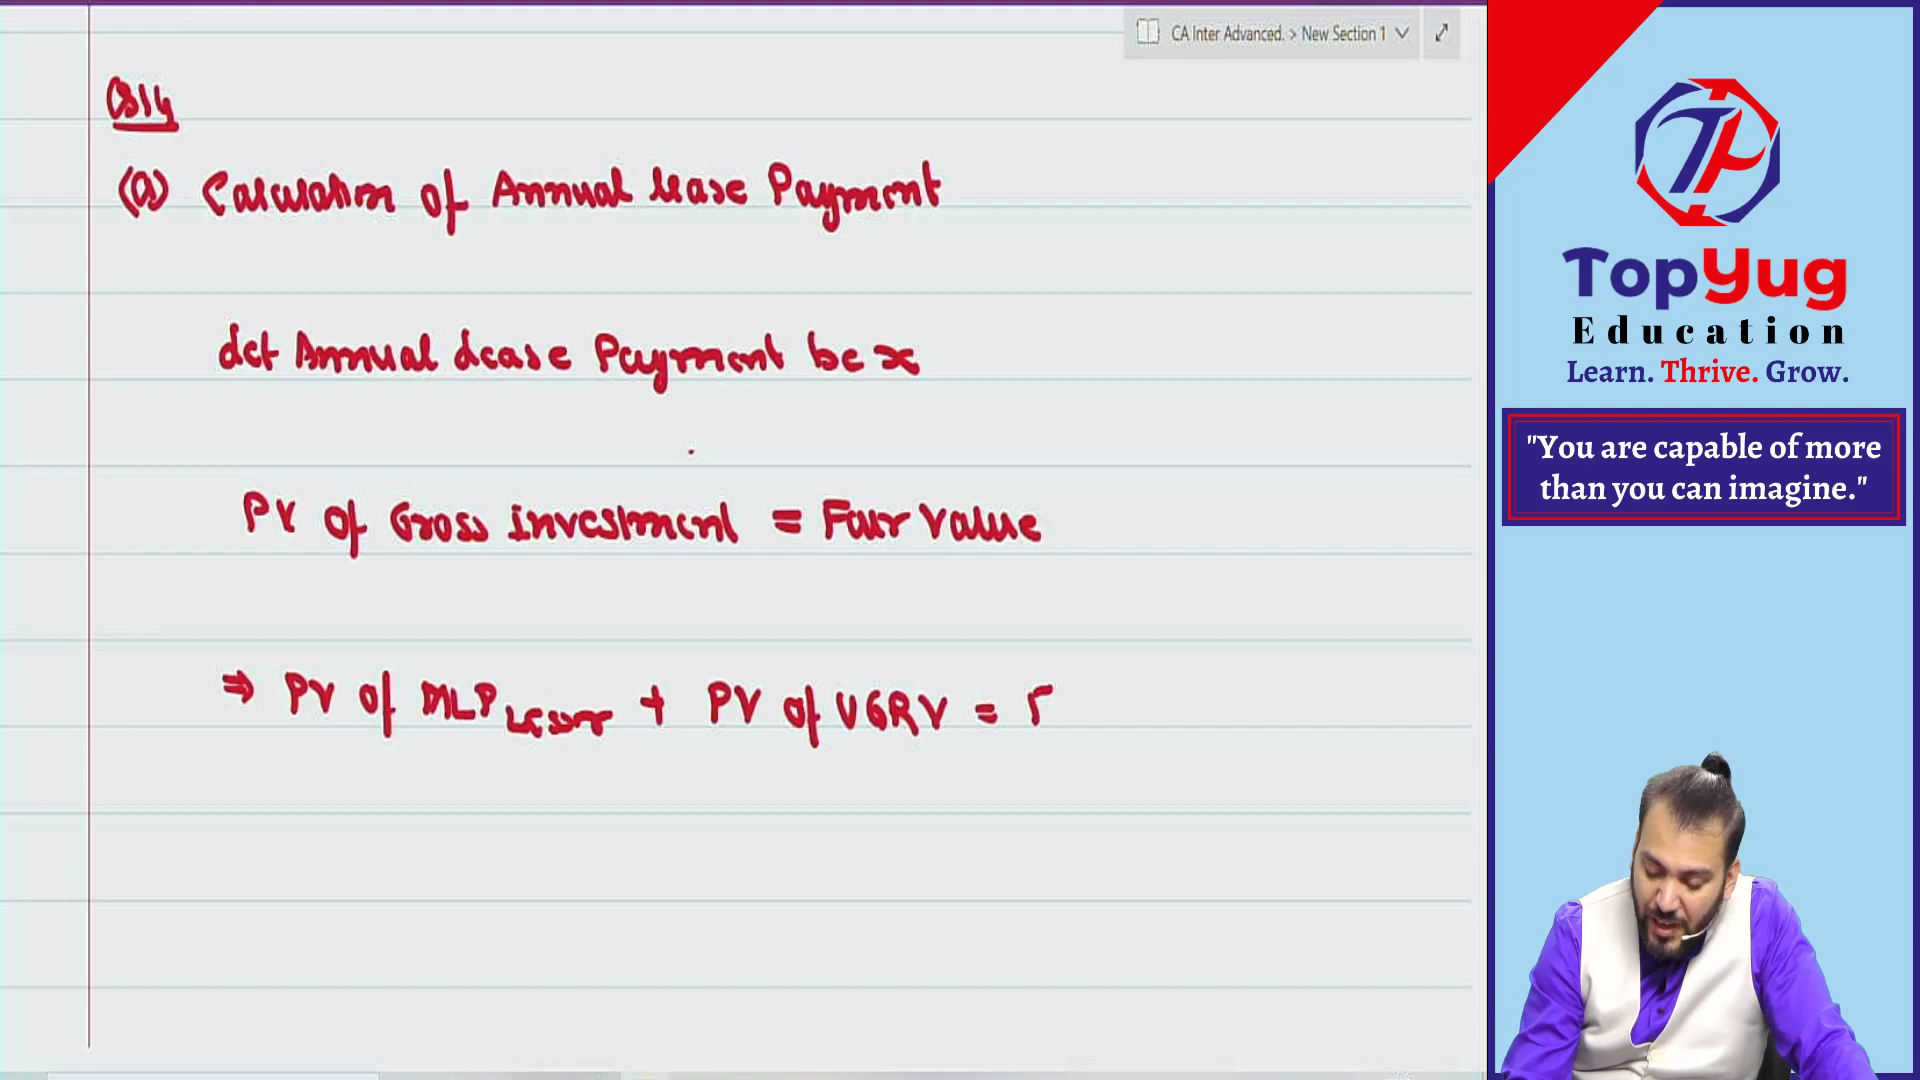 CA Inter Advanced. > New Section 1
Q14
(a) Calculation of Annual lease Payment
Let Annual Lease Payment be x
PV of Gross investment = Fair Value
⇒ PV of MLP Lessor + PV of UGRV =
TopYug
Education
Learn. Thrive. Grow.
"You are capable of more
than you can imagine."